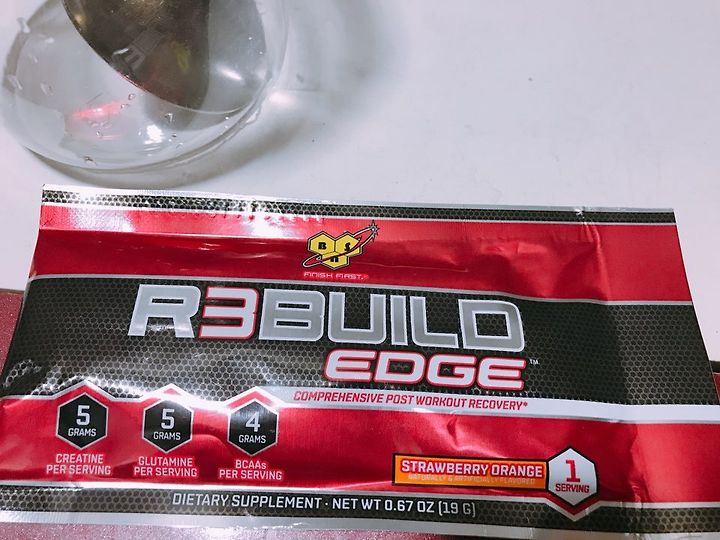 BSN
FINISH FIRST.
R3BUILD
EDGE™
COMPREHENSIVE POST WORKOUT RECOVERY*
5
GRAMS
CREATINE
PER SERVING
5
GRAMS
GLUTAMINE
PER SERVING
4
GRAMS
BCAAs
PER SERVING
STRAWBERRY ORANGE
NATURALLY & ARTIFICIALLY FLAVORED
1
SERVING
DIETARY SUPPLEMENT · NET WT 0.67 OZ (19 G)